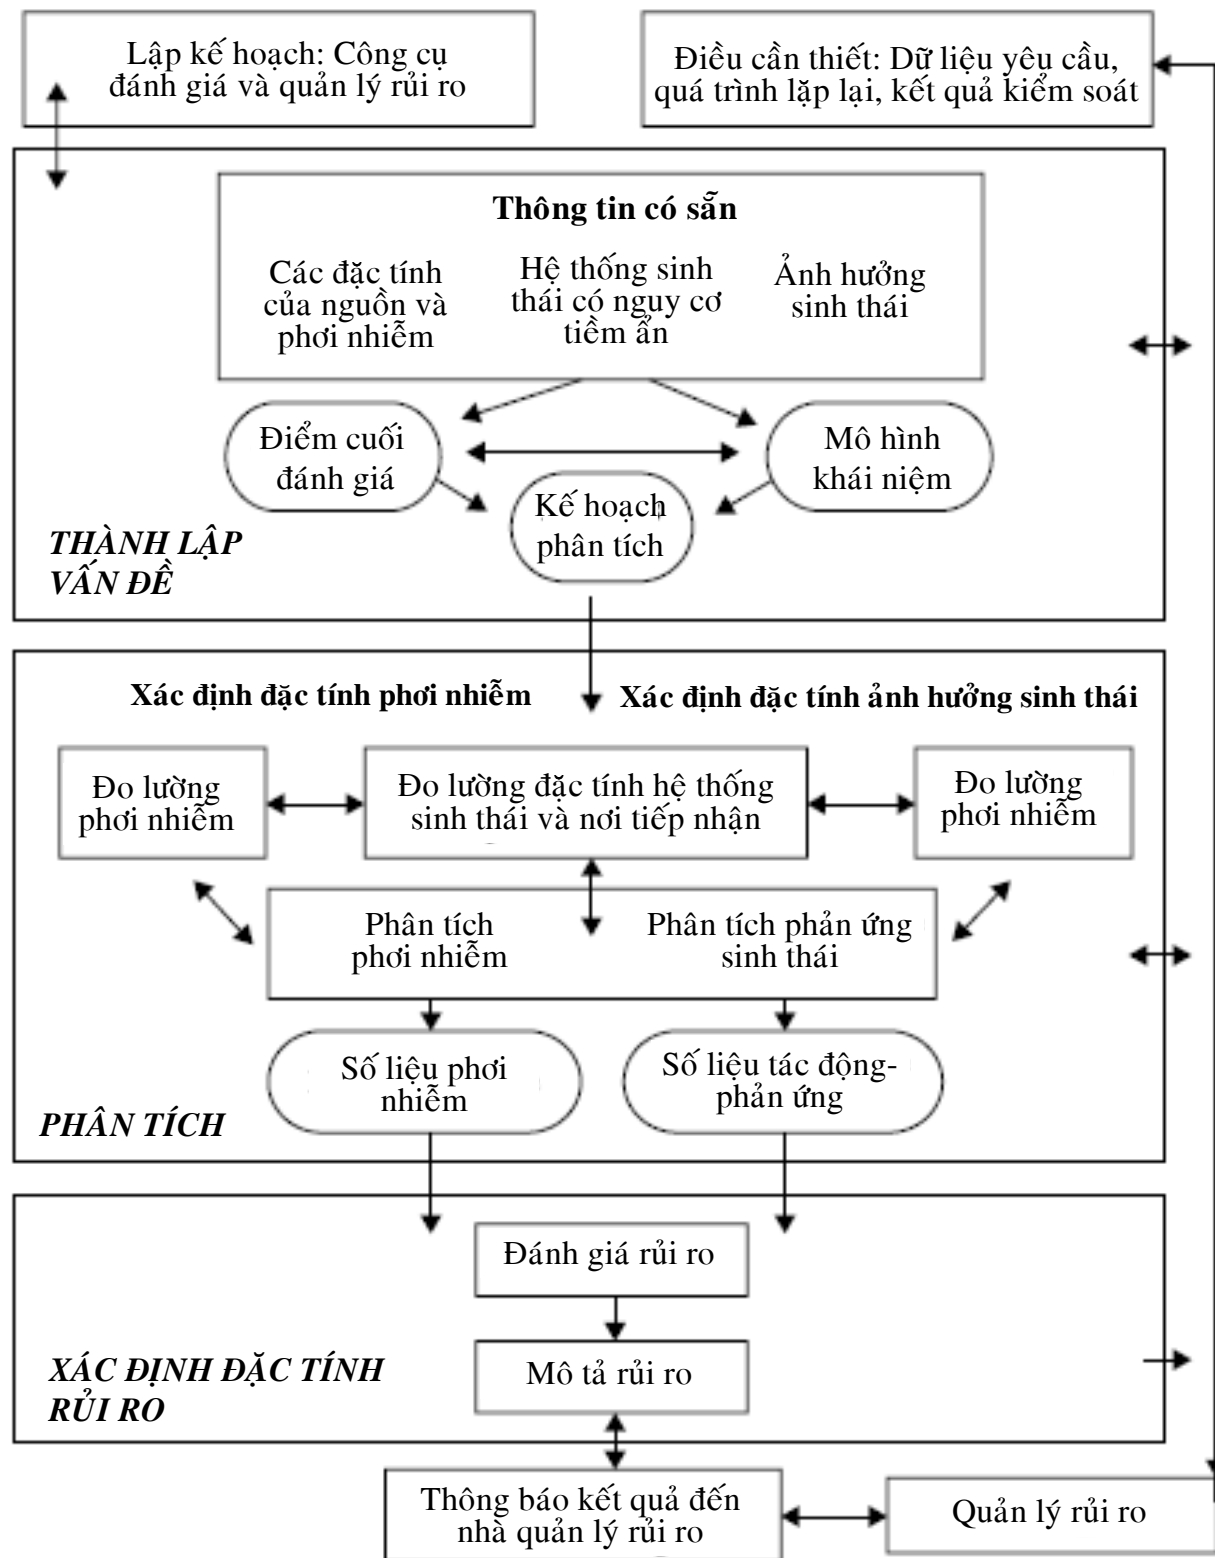 Lập kế hoạch: Công cụ
đánh giá và quản lý rủi ro
Điều cần thiết: Dữ liệu yêu cầu,
quá trình lặp lại, kết quả kiểm soát
Thông tin có sẵn
Các đặc tính
của nguồn và
phơi nhiễm
Hệ thống sinh
thái có nguy cơ
tiềm ẩn
Ảnh hưởng
sinh thái
Điểm cuối
đánh giá
Mô hình
khái niệm
Kế hoạch
phân tích
THÀNH LẬP
VẤN ĐỀ
Xác định đặc tính phơi nhiễm
Xác định đặc tính ảnh hưởng sinh thái
Đo lường
phơi nhiễm
Đo lường đặc tính hệ thống
sinh thái và nơi tiếp nhận
Đo lường
phơi nhiễm
Phân tích
phơi nhiễm
Phân tích phản ứng
sinh thái
Số liệu phơi
nhiễm
Số liệu tác động-
phản ứng
PHÂN TÍCH
Đánh giá rủi ro
Mô tả rủi ro
XÁC ĐỊNH ĐẶC TÍNH
RỦI RO
Thông báo kết quả đến
nhà quản lý rủi ro
Quản lý rủi ro